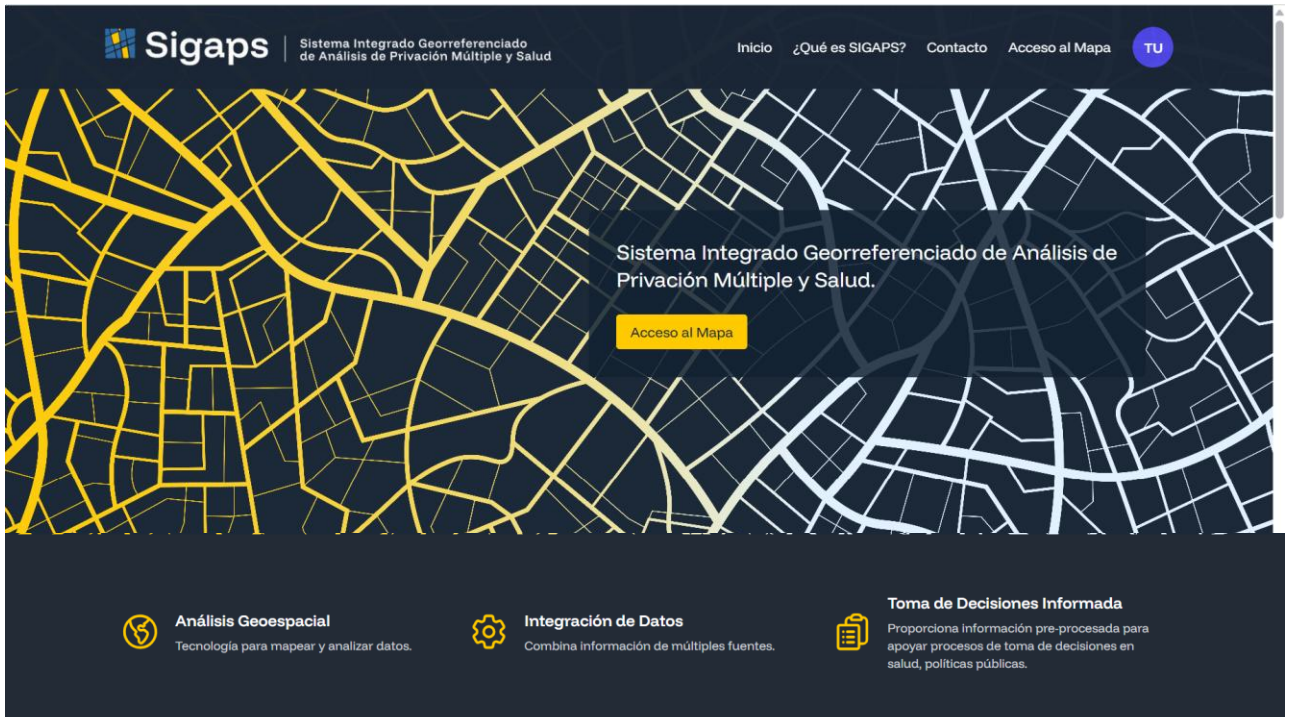 Sigaps
Sistema Integrado Georreferenciado
de Análisis de Privación Múltiple y Salud
Inicio
¿Qué es SIGAPS?
Contacto
Acceso al Mapa
TU
Sistema Integrado Georreferenciado de Análisis de
Privación Múltiple y Salud.
Acceso al Mapa
Análisis Geoespacial
Tecnología para mapear y analizar datos.
Integración de Datos
Combina información de múltiples fuentes.
Toma de Decisiones Informada
Proporciona información pre-procesada para
apoyar procesos de toma de decisiones en
salud, políticas públicas.